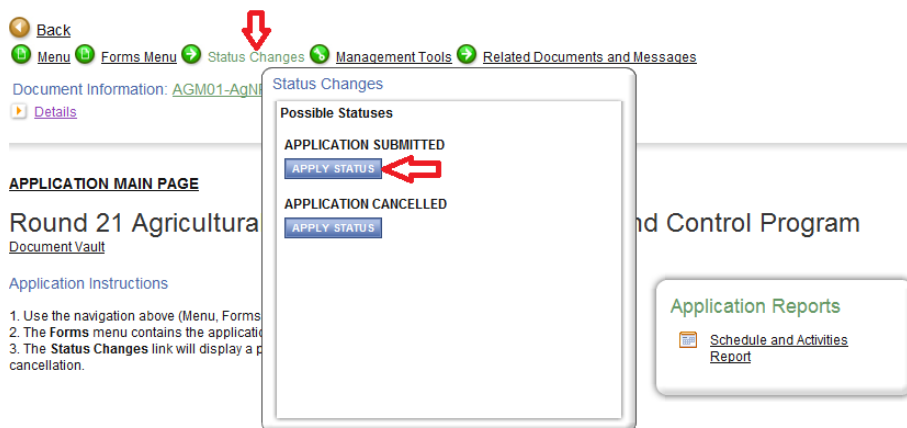 Back
Menu Forms Menu Status Changes Management Tools Related Documents and Messages
Document Information: AGM01-AgN
Details
Status Changes
Possible Statuses
APPLICATION SUBMITTED
APPLY STATUS
APPLICATION CANCELLED
APPLY STATUS
APPLICATION MAIN PAGE
Round 21 Agricultura nd Control Program
Document Vault
Application Instructions
1. Use the navigation above (Menu, Forms
2. The Forms menu contains the applicatio
3. The Status Changes link will display a p
cancellation.
Application Reports
Schedule and Activities
Report